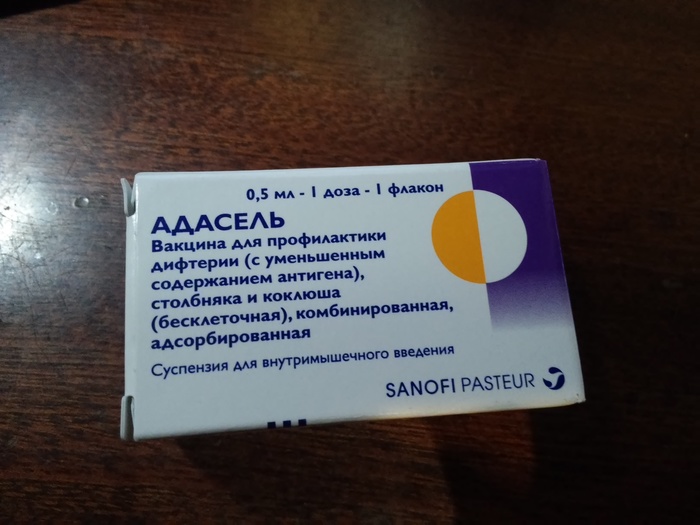 0,5 мл - 1 доза - 1 флакон
АДАСЕЛЬ
Вакцина для профилактики
дифтерии (с уменьшенным
содержанием антигена),
столбняка и коклюша
(бесклеточная), комбинированная,
адсорбированная
Суспензия для внутримышечного введения
SANOFI PASTEUR